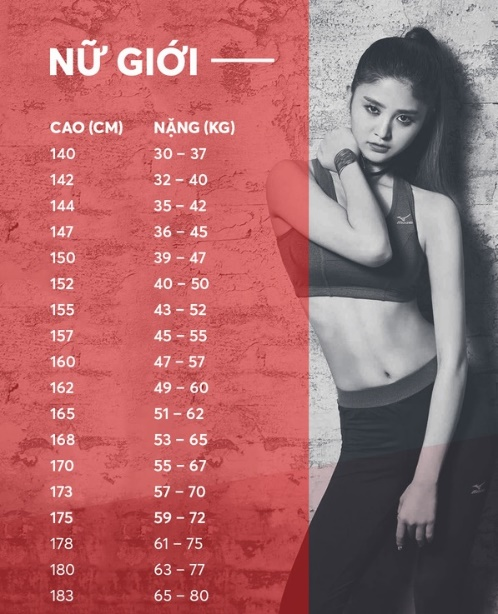 NỮ GIỚI
CAO (CM) NẶNG (KG)
140 30 – 37
142 32 – 40
144 35 – 42
147 36 – 45
150 39 – 47
152 40 – 50
155 43 – 52
157 45 – 55
160 47 – 57
162 49 – 60
165 51 – 62
168 53 – 65
170 55 – 67
173 57 – 70
175 59 – 72
178 61 – 75
180 63 – 77
183 65 – 80